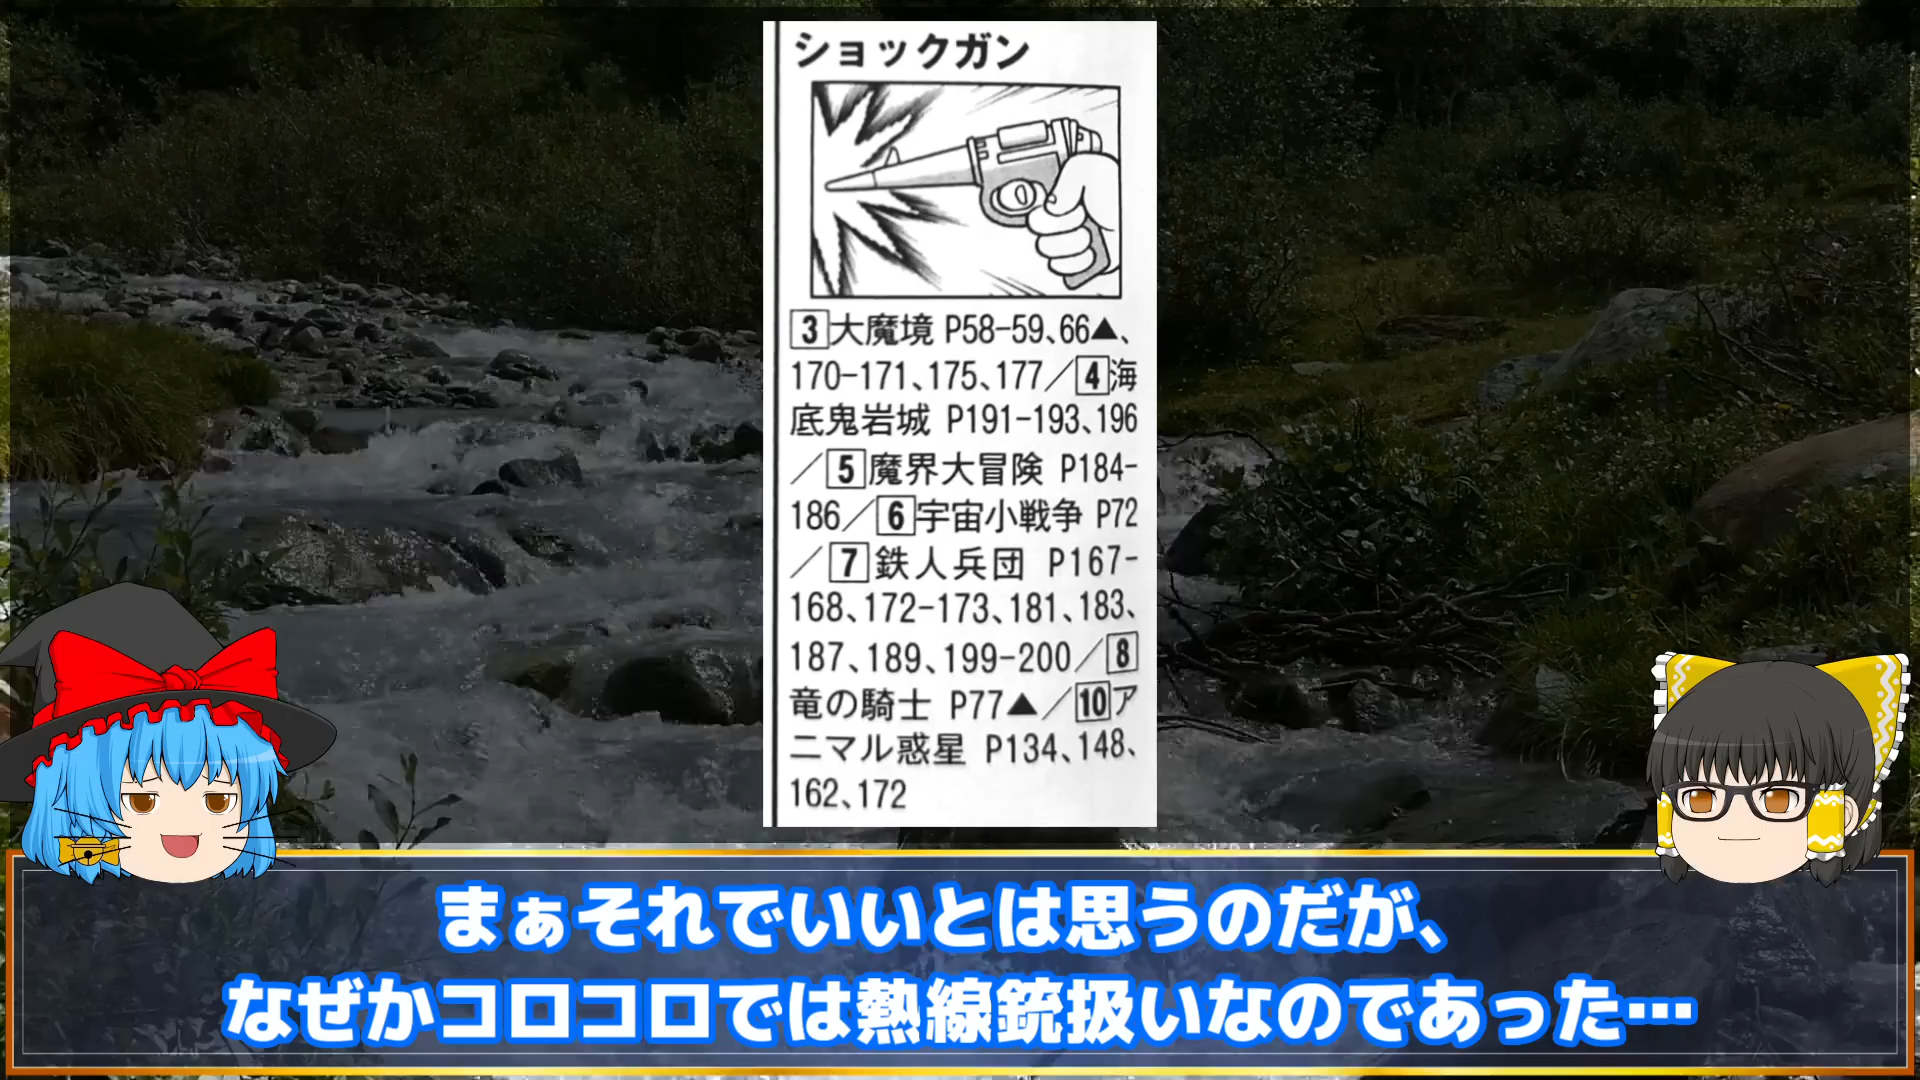 ショックガン
3大魔境 P58-59、66▲、
170-171、175、177／4海
底鬼岩城 P191-193、196
／5魔界大冒険 P184-
186／6宇宙小戦争 P72
／7鉄人兵団 P167-
168、172-173、181、183、
187、189、199-200／8
竜の騎士 P77▲／10ア
ニマル惑星 P134、148、
162、172
まぁそれでいいとは思うのだが、
なぜかコロコロでは熱線銃扱いなのであった…